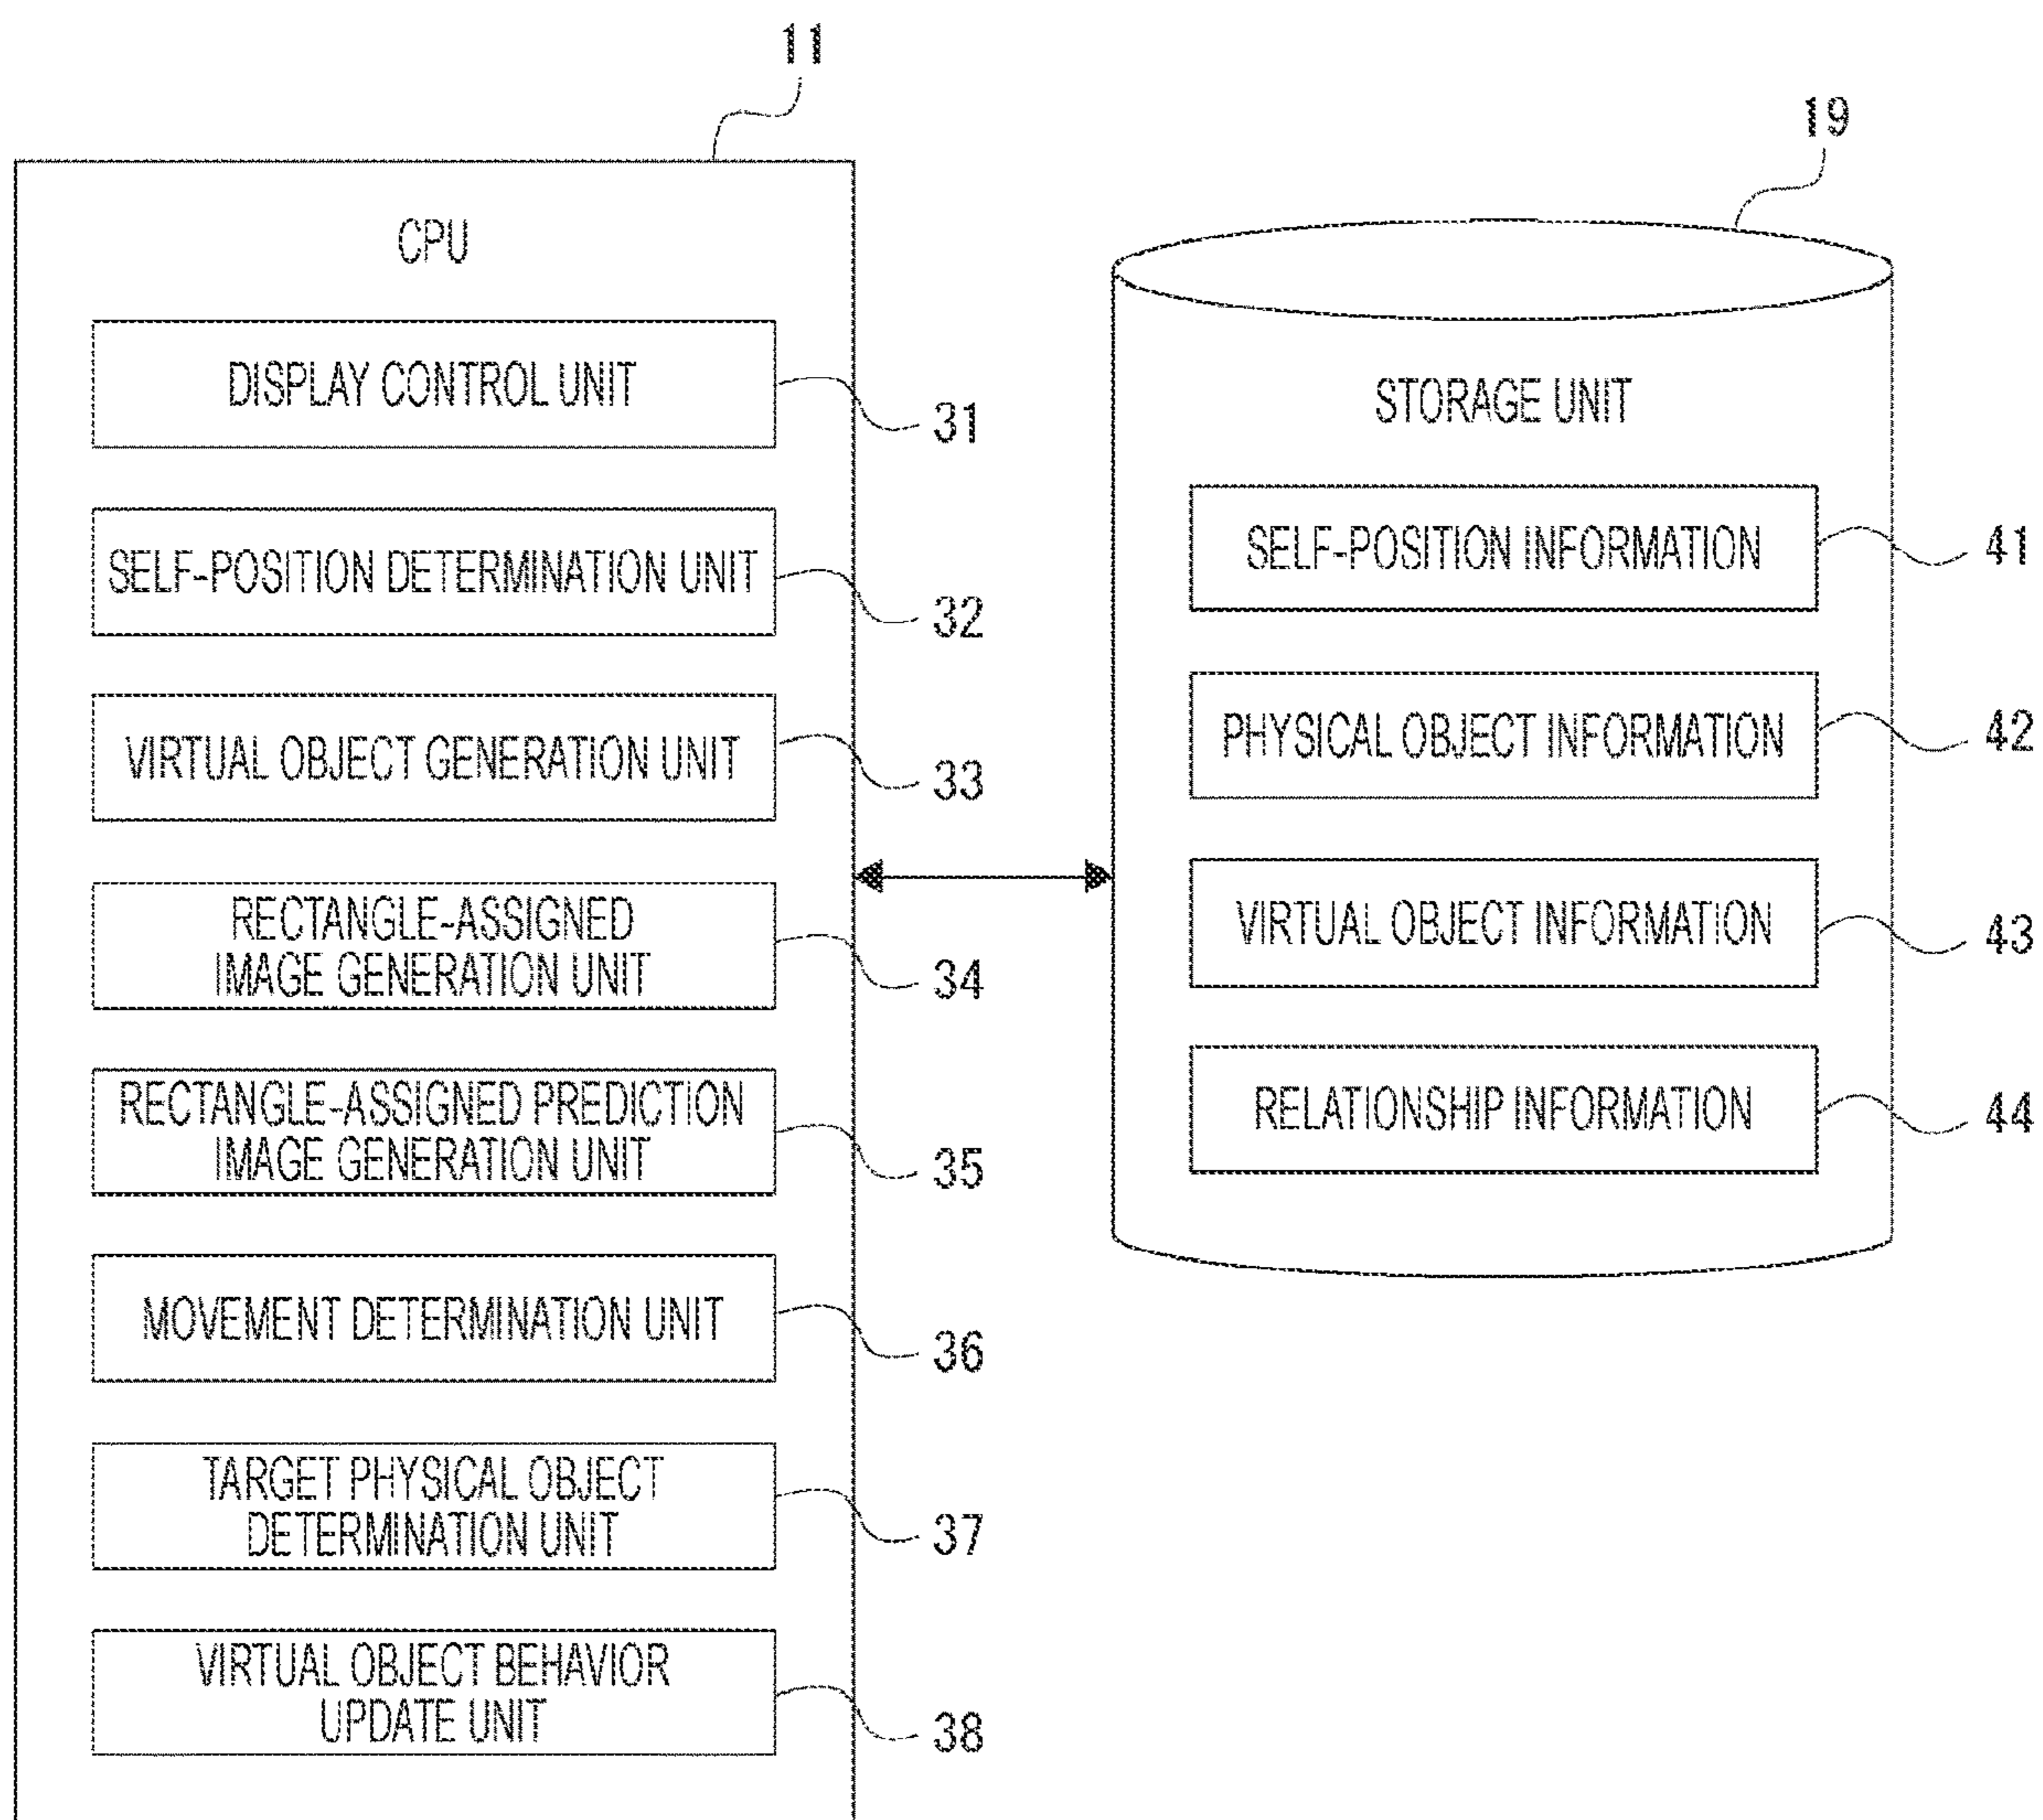 11
CPU
DISPLAY CONTROL UNIT
31
SELF-POSITION DETERMINATION UNIT
32
VIRTUAL OBJECT GENERATION UNIT
33
RECTANGLE-ASSIGNED
IMAGE GENERATION UNIT
34
RECTANGLE-ASSIGNED PREDICTION
IMAGE GENERATION UNIT
35
MOVEMENT DETERMINATION UNIT
36
TARGET PHYSICAL OBJECT
DETERMINATION UNIT
37
VIRTUAL OBJECT BEHAVIOR
UPDATE UNIT
38
19
STORAGE UNIT
SELF-POSITION INFORMATION
41
PHYSICAL OBJECT INFORMATION
42
VIRTUAL OBJECT INFORMATION
43
RELATIONSHIP INFORMATION
44